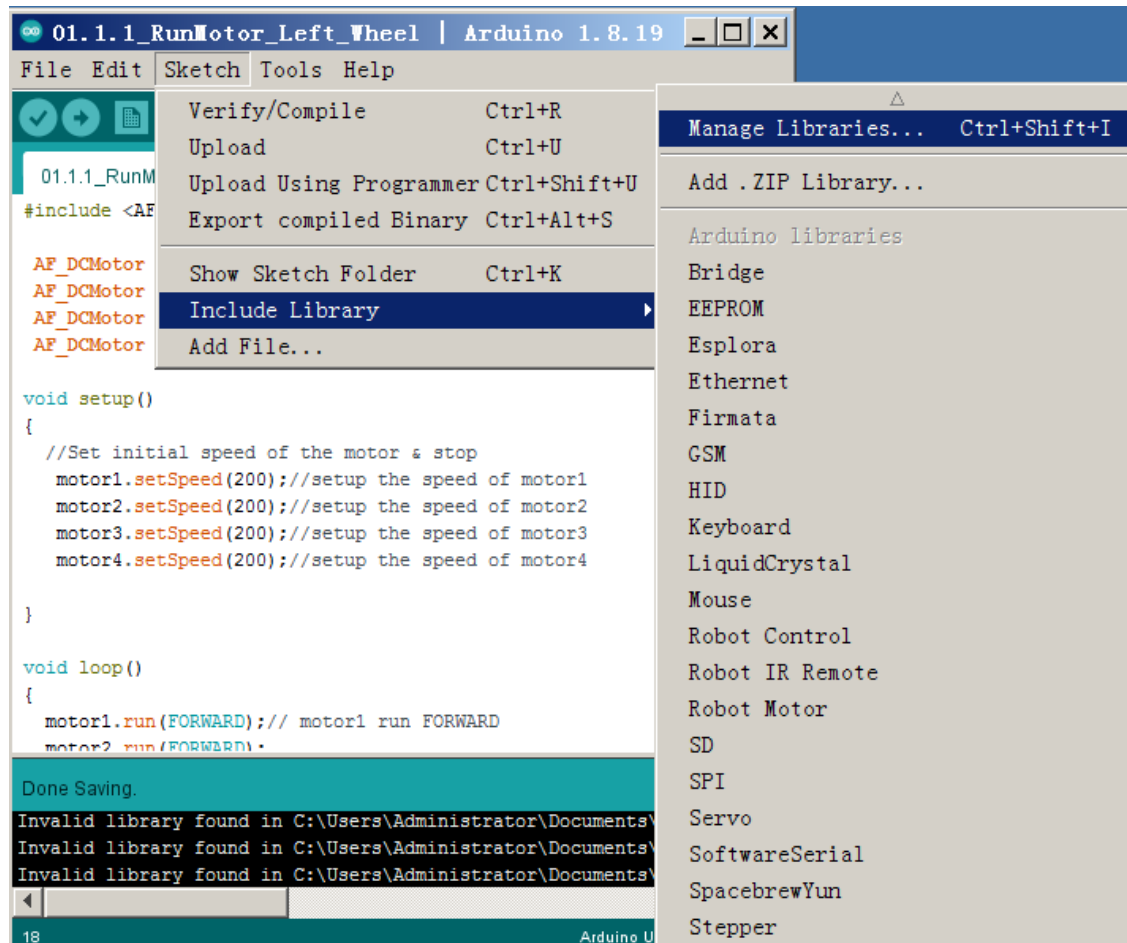 01.1.1_RunMotor_Left_Wheel | Arduino 1.8.19
File Edit Sketch Tools Help
01.1.1_RunM
#include <AF
AF_DCMotor
AF_DCMotor
AF_DCMotor
AF_DCMotor
void setup()
{
//Set initial speed of the motor & stop
motor1.setSpeed(200);//setup the speed of motor1
motor2.setSpeed(200);//setup the speed of motor2
motor3.setSpeed(200);//setup the speed of motor3
motor4.setSpeed(200);//setup the speed of motor4
}
void loop()
{
motor1.run(FORWARD);// motor1 run FORWARD
motor2.run(FORWARD);
Done Saving.
Invalid library found in C:\Users\Administrator\Documents\
Invalid library found in C:\Users\Administrator\Documents\
Invalid library found in C:\Users\Administrator\Documents\
18 Arduino U
Verify/Compile Ctrl+R
Upload Ctrl+U
Upload Using Programmer Ctrl+Shift+U
Export compiled Binary Ctrl+Alt+S
Show Sketch Folder Ctrl+K
Include Library
Add File...
Manage Libraries... Ctrl+Shift+I
Add .ZIP Library...
Arduino libraries
Bridge
EEPROM
Esplora
Ethernet
Firmata
GSM
HID
Keyboard
LiquidCrystal
Mouse
Robot Control
Robot IR Remote
Robot Motor
SD
SPI
Servo
SoftwareSerial
SpacebrewYun
Stepper